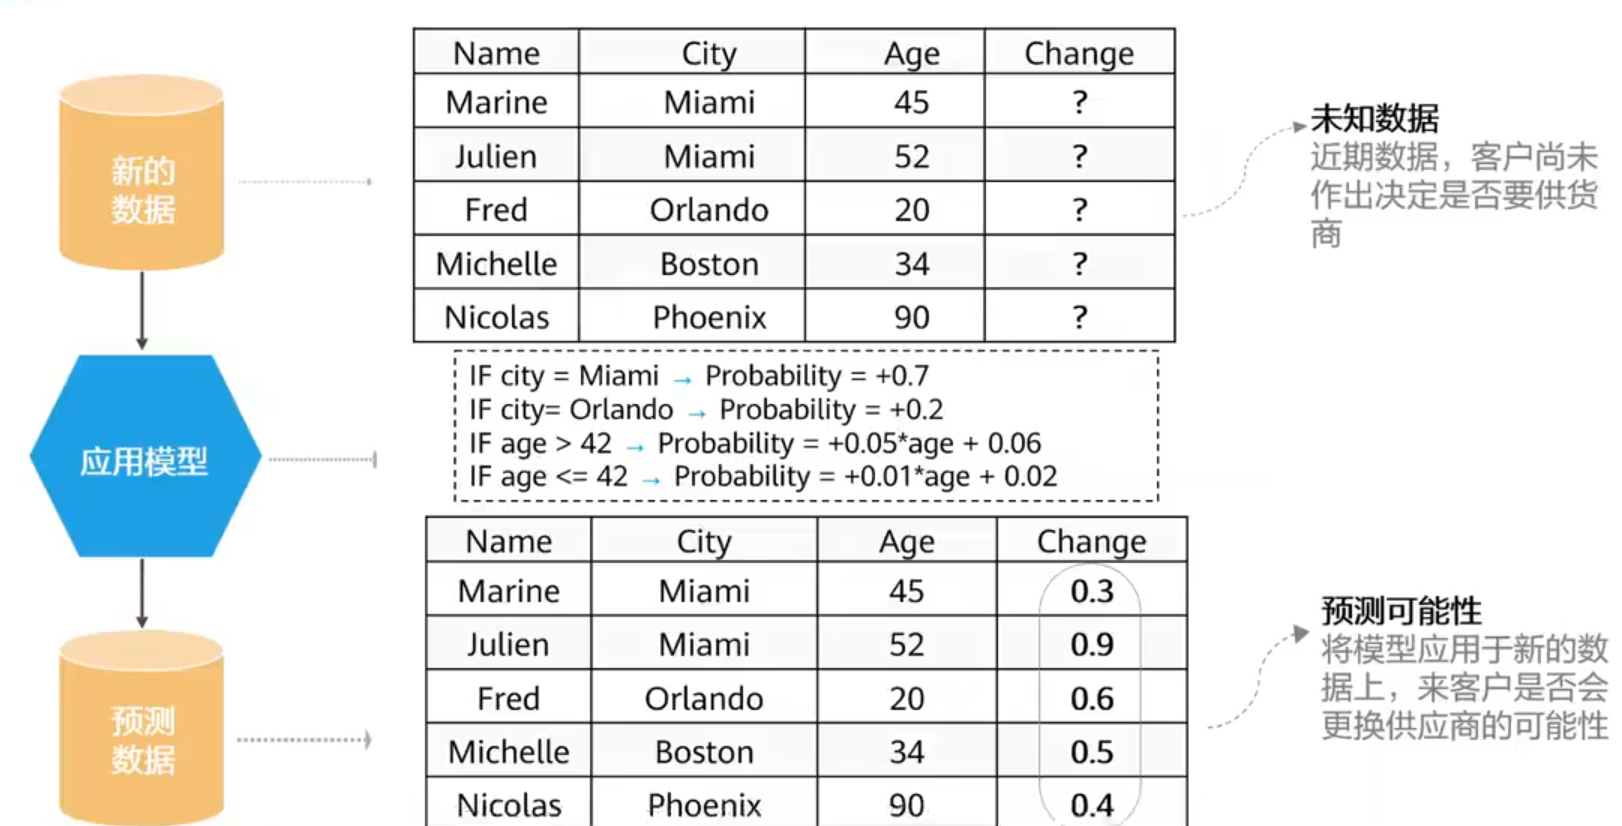 新的
数据
Name City Age Change
Marine Miami 45 ?
Julien Miami 52 ?
Fred Orlando 20 ?
Michelle Boston 34 ?
Nicolas Phoenix 90 ?
未知数据
近期数据，客户尚未
作出决定是否要供货
商
应用模型
IF city = Miami → Probability = +0.7
IF city= Orlando → Probability = +0.2
IF age > 42 → Probability = +0.05*age + 0.06
IF age <= 42 → Probability = +0.01*age + 0.02
预测
数据
Name City Age Change
Marine Miami 45 0.3
Julien Miami 52 0.9
Fred Orlando 20 0.6
Michelle Boston 34 0.5
Nicolas Phoenix 90 0.4
预测可能性
将模型应用于新的数
据上，来客户是否会
更换供应商的可能性